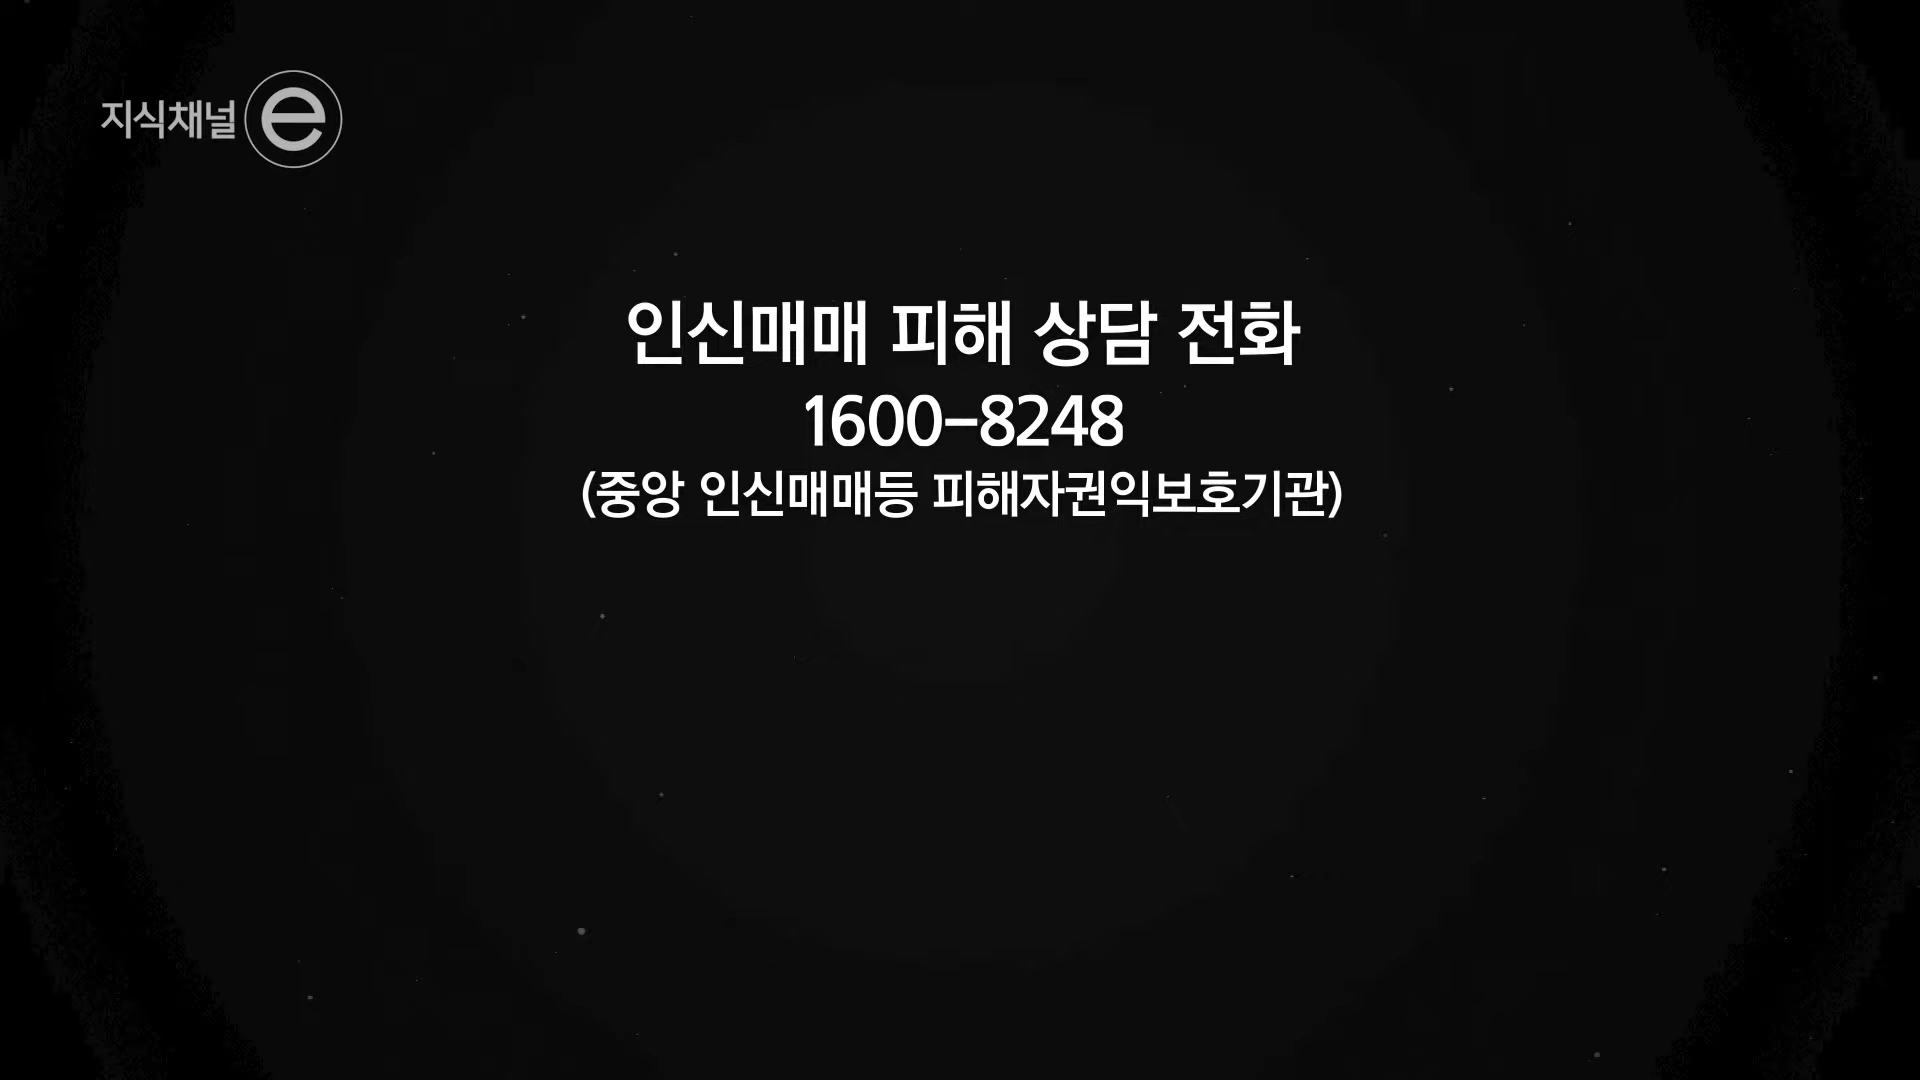 지식채널 e
인신매매 피해 상담 전화
1600-8248
(중앙 인신매매등 피해자권익보호기관)